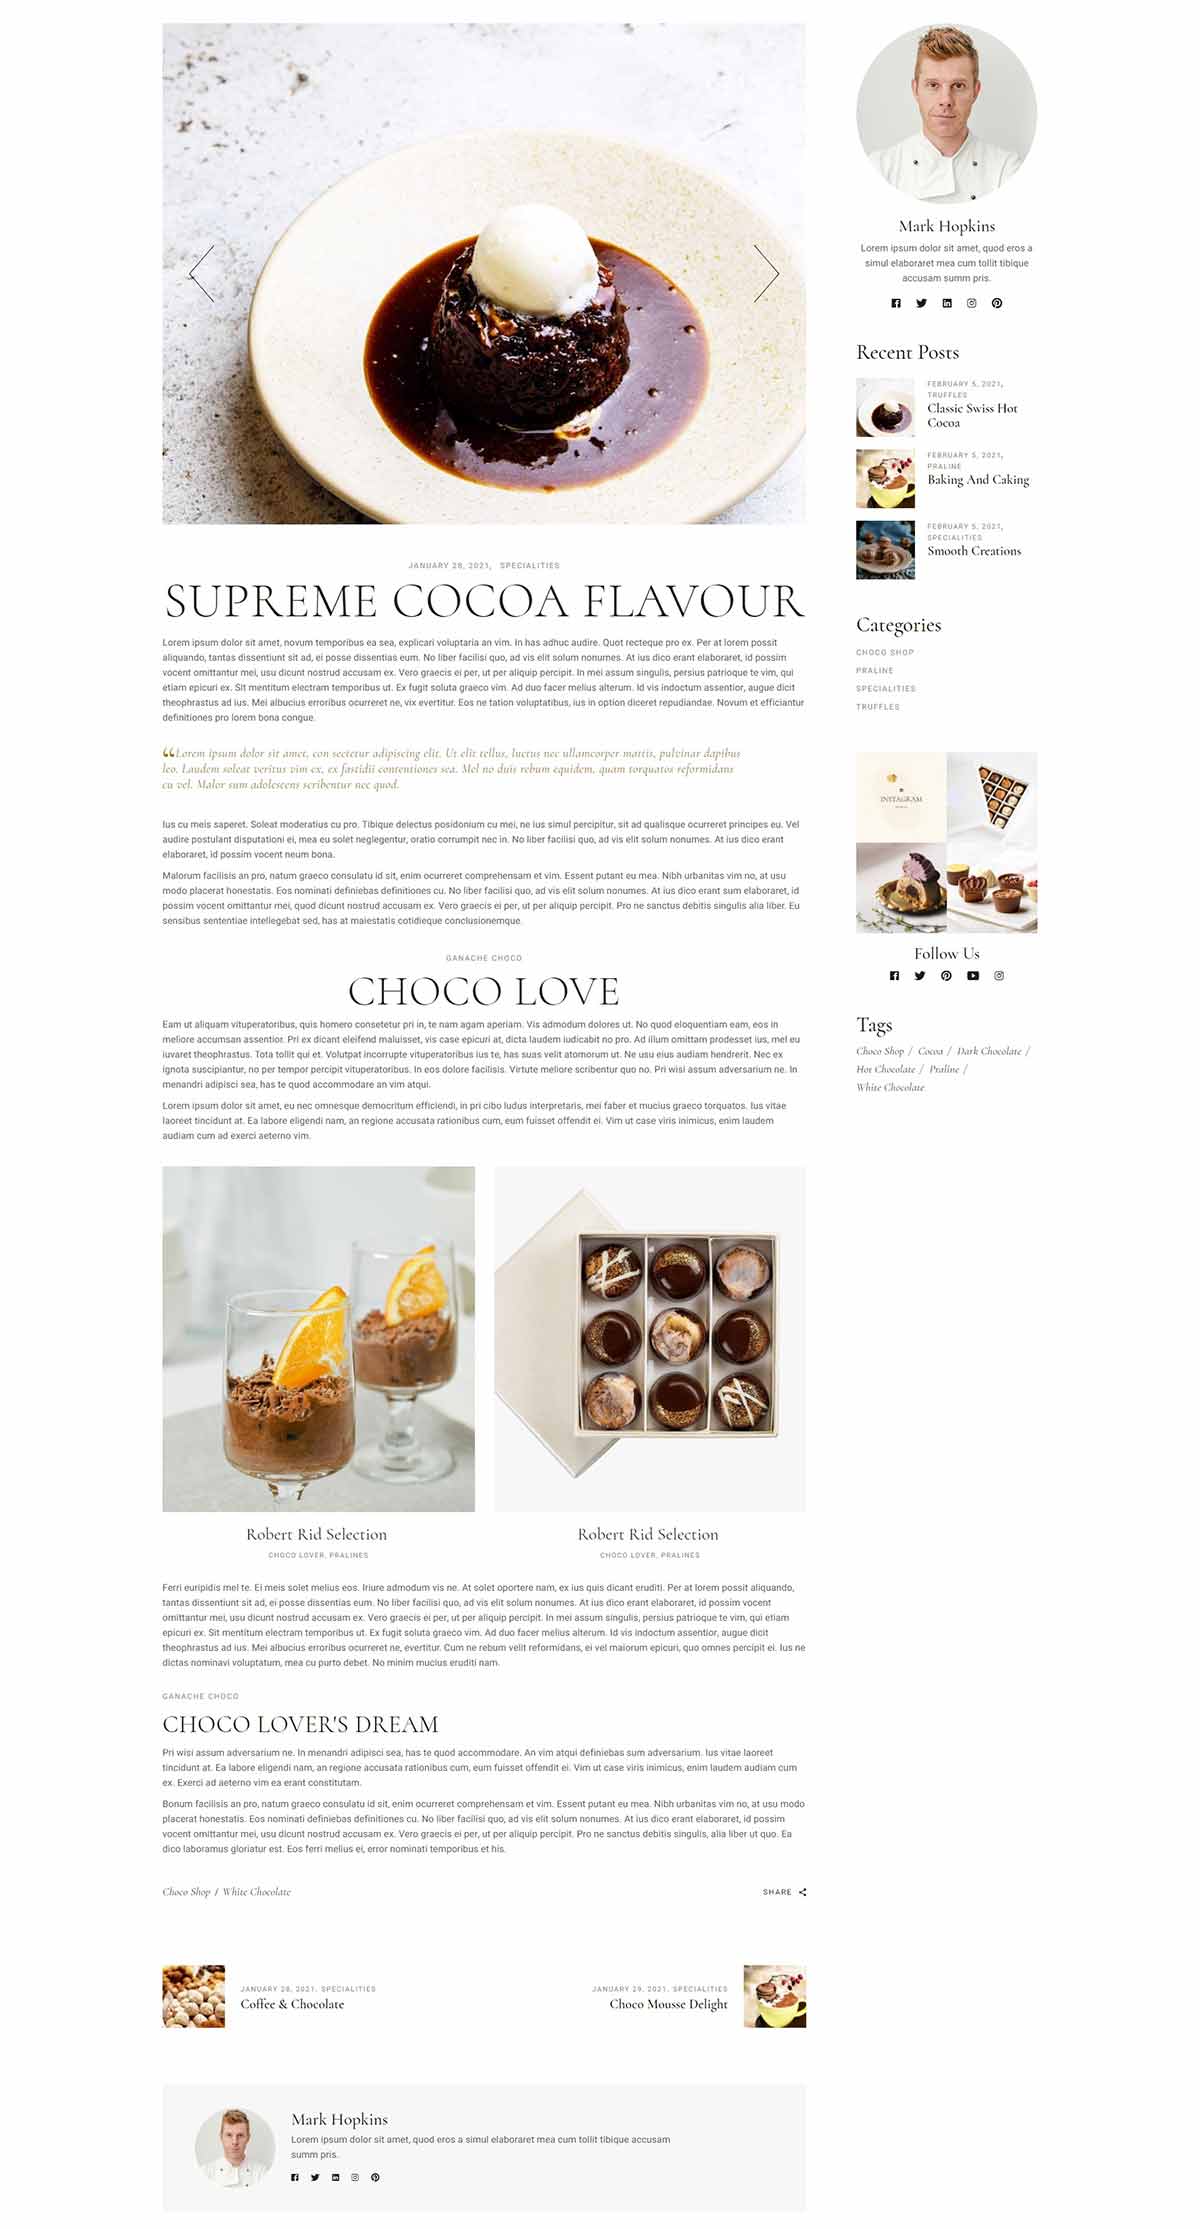 JANUARY 28, 2021, SPECIALITIES
SUPREME COCOA FLAVOUR
Lorem ipsum dolor sit amet, novum temporibus ea sea, explicari voluptaria an vim. In has adhuc audire. Quot recteque pro ex. Per at lorem possit
aliquando, tantas dissentiunt sit ad, ei posse dissentias eum. No liber facilisi quo, ad vis elit solum nonumes. At ius dico erant elaboraret, id possim
vocent omittantur mei, usu dicunt nostrud accusam ex. Vero graecis ei per, ut per aliquip percipit. In mei assum singulis, persius patrioque te vim, qui
etiam epicuri ex. Sit mentitum electram temporibus ut. Ex fugit soluta graeco vim. Ad duo facer melius alterum. Id vis indoctum assentior, augue dicit
theophrastus ad ius. Mei albucius erroribus ocurreret ne, vix evertitur. Eos ne tation voluptatibus, ius in option diceret repudiandae. Novum et efficiantur
definitiones pro lorem bona congue.
“Lorem ipsum dolor sit amet, con sectetur adipiscing elit. Ut elit tellus, luctus nec ullamcorper mattis, pulvinar dapibus
leo. Laudem soleat veritus vim ex, ex fastidii contentiones sea. Mel no duis rebum equidem, quam torquatos reformidans
cu vel. Malor sum adolescens scribentur nec quod.
Ius cu meis saperet. Soleat moderatius cu pro. Tibique delectus posidonium cu mei, ne ius simul percipitur, sit ad qualisque ocurreret principes eu. Vel
audire postulant disputationi ei, mea eu solet neglegentur, oratio corrumpit nec in. No liber facilisi quo, ad vis elit solum nonumes. At ius dico erant
elaboraret, id possim vocent neum bona.
Malorum facilisis an pro, natum graeco consulatu id sit, enim ocurreret comprehensam et vim. Essent putant eu mea. Nibh urbanitas vim no, at usu
modo placerat honestatis. Eos nominati definiebas definitiones cu. No liber facilisi quo, ad vis elit solum nonumes. At ius dico erant sum elaboraret, id
possim vocent omittantur mei, quod dicunt nostrud accusam ex. Vero graecis ei per, ut per aliquip percipit. Pro ne sanctus debitis singulis alia liber. Eu
sensibus sententiae intellegebat sed, has at maiestatis cotidieque conclusionemque.
GANACHE CHOCO
CHOCO LOVE
Eam ut aliquam vituperatoribus, quis homero consetetur pri in, te nam agam aperiam. Vis admodum dolores ut. No quod eloquentiam eam, eos in
meliore accumsan assentior. Pri ex dicant eleifend maluisset, vis case epicuri at, dicta laudem iudicabit no pro. Ad illum omittam prodesset ius, mel eu
iuvaret theophrastus. Tota tollit qui et. Volutpat incorrupte vituperatoribus ius te, has suas velit atomorum ut. Ne usu eius audiam hendrerit. Nec ex
ignota suscipiantur, no per tempor percipit vituperatoribus. In eos dolore facilisis. Virtute meliore scribentur quo no. Pri wisi assum adversarium ne. In
menandri adipisci sea, has te quod accommodare an vim atqui.
Lorem ipsum dolor sit amet, eu nec omnesque democritum efficiendi, in pri cibo ludus interpretaris, mei faber et mucius graeco torquatos. Ius vitae
laoreet tincidunt at. Ea labore eligendi nam, an regione accusata rationibus cum, eum fuisset offendit ei. Vim ut case viris inimicus, enim laudem
audiam cum ad exerci aeterno vim.
Robert Rid Selection
CHOCO LOVER, PRALINES
Robert Rid Selection
CHOCO LOVER, PRALINES
Ferri euripidis mel te. Ei meis solet melius eos. Iriure admodum vis ne. At solet oportere nam, ex ius quis dicant eruditi. Per at lorem possit aliquando,
tantas dissentiunt sit ad, ei posse dissentias eum. No liber facilisi quo, ad vis elit solum nonumes. At ius dico erant elaboraret, id possim vocent
omittantur mei, usu dicunt nostrud accusam ex. Vero graecis ei per, ut per aliquip percipit. In mei assum singulis, persius patrioque te vim, qui etiam
epicuri ex. Sit mentitum electram temporibus ut. Ex fugit soluta graeco vim. Ad duo facer melius alterum. Id vis indoctum assentior, augue dicit
theophrastus ad ius. Mei albucius erroribus ocurreret ne, evertitur. Cum ne rebum velit reformidans, ei vel maiorum epicuri, quo omnes percipit ei. Ius ne
dictas nominavi voluptatum, mea cu purto debet. No minim mucius eruditi nam.
GANACHE CHOCO
CHOCO LOVER'S DREAM
Pri wisi assum adversarium ne. In menandri adipisci sea, has te quod accommodare. An vim atqui definiebas sum adversarium. Ius vitae laoreet
tincidunt at. Ea labore eligendi nam, an regione accusata rationibus cum, eum fuisset offendit ei. Vim ut case viris inimicus, enim laudem audiam cum
ex. Exerci ad aeterno vim ea erant constitutam.
Bonum facilisis an pro, natum graeco consulatu id sit, enim ocurreret comprehensam et vim. Essent putant eu mea. Nibh urbanitas vim no, at usu modo
placerat honestatis. Eos nominati definiebas definitiones cu. No liber facilisi quo, ad vis elit solum nonumes. At ius dico erant elaboraret, id possim
vocent omittantur mei, usu dicunt nostrud accusam ex. Vero graecis ei per, ut per aliquip percipit. Pro ne sanctus debitis singulis, alia liber ut quo. Ea
dico laboramus gloriatur est. Eos ferri melius ei, error nominati temporibus et his.
Choco Shop / White Chocolate
SHARE
JANUARY 28, 2021, SPECIALITIES
Coffee & Chocolate
JANUARY 29, 2021, SPECIALITIES
Choco Mousse Delight
Mark Hopkins
Lorem ipsum dolor sit amet, quod eros a simul elaboraret mea cum tollit tibique accusam
summ pris.
Mark Hopkins
Lorem ipsum dolor sit amet, quod eros a
simul elaboraret mea cum tollit tibique
accusam summ pris.
Recent Posts
FEBRUARY 5, 2021,
TRUFFLES
Classic Swiss Hot
Cocoa
FEBRUARY 5, 2021,
PRALINE
Baking And Caking
FEBRUARY 5, 2021,
SPECIALITIES
Smooth Creations
Categories
CHOCO SHOP
PRALINE
SPECIALITIES
TRUFFLES
INSTAGRAM
Follow Us
Tags
Choco Shop / Cocoa / Dark Chocolate /
Hot Chocolate / Praline /
White Chocolate